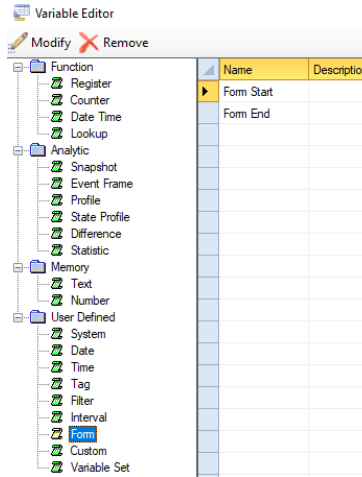 Variable Editor
Modify Remove
Function
Register
Counter
Date Time
Lookup
Analytic
Snapshot
Event Frame
Profile
State Profile
Difference
Statistic
Memory
Text
Number
User Defined
System
Date
Time
Tag
Filter
Interval
Form
Custom
Variable Set
Name Descriptio
Form Start
Form End